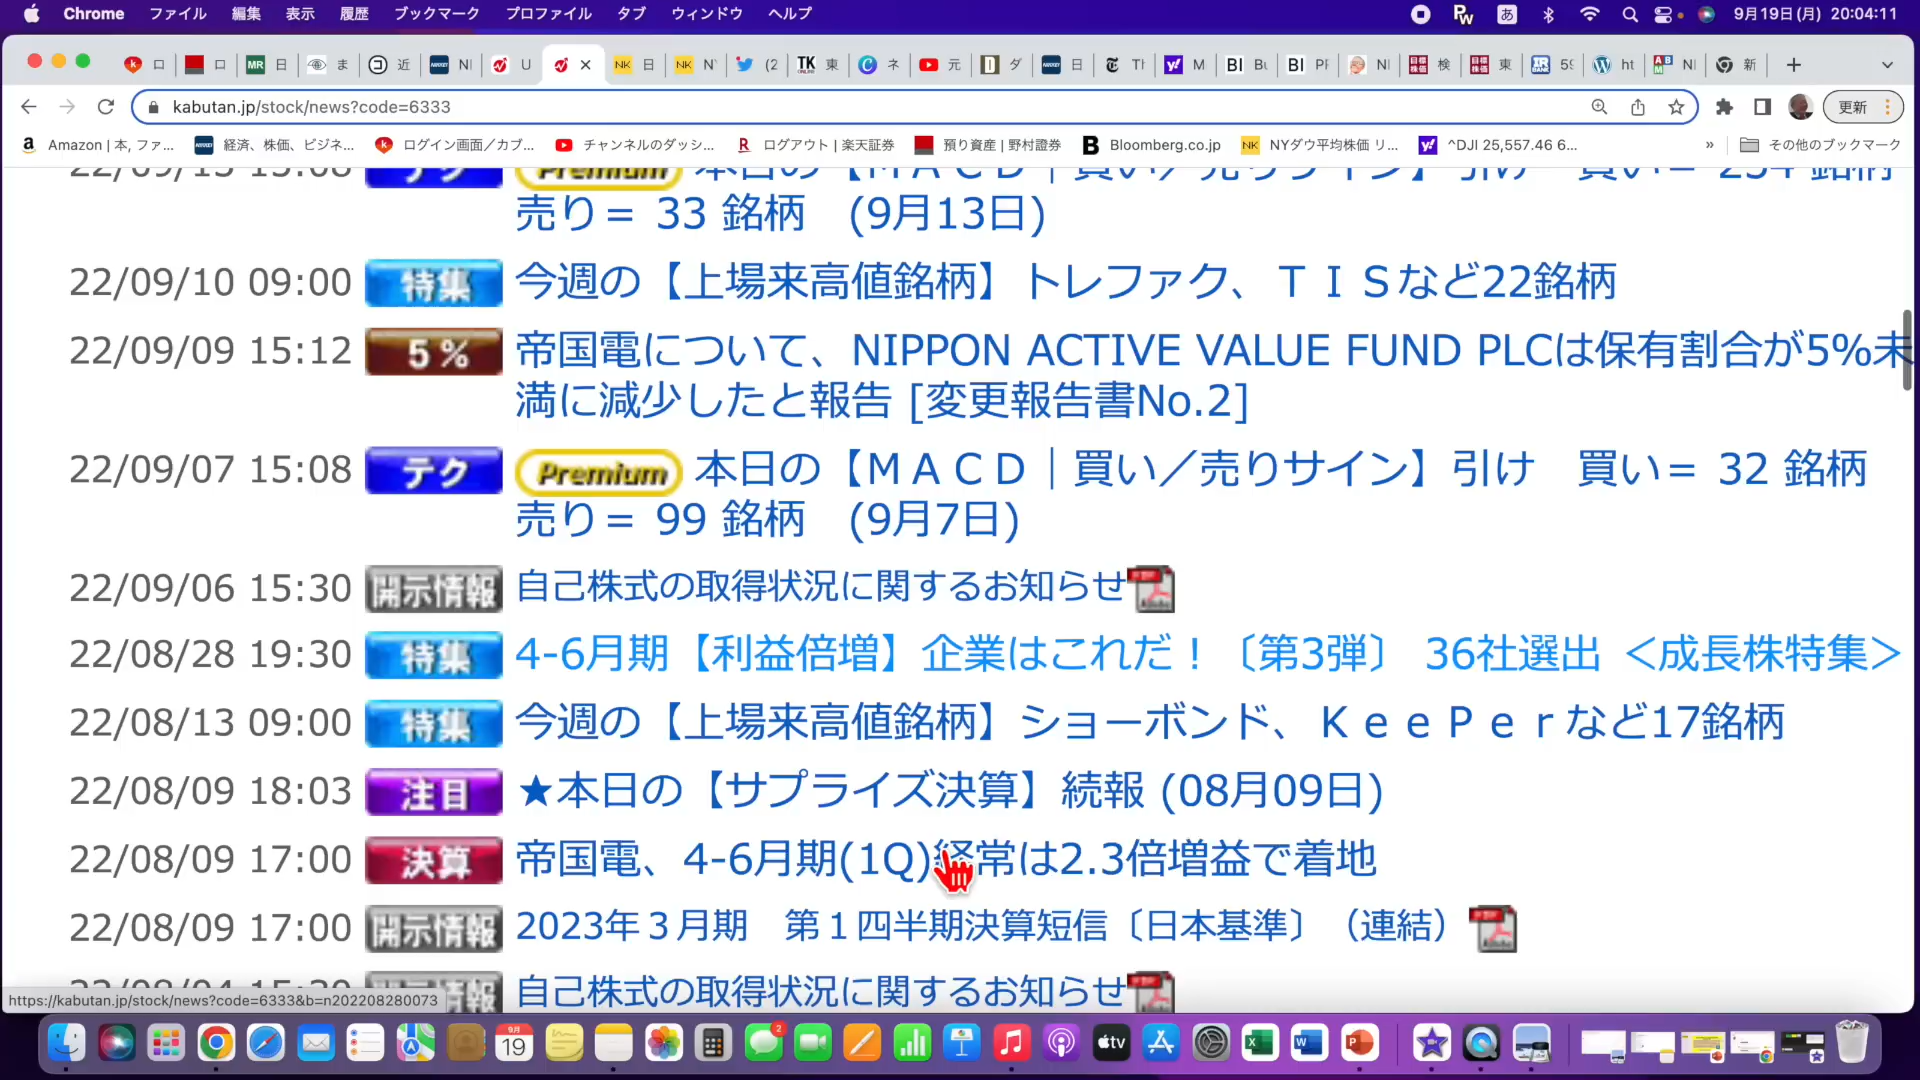 Chrome ファイル 編集 表示 履歴 ブックマーク プロファイル タブ ウィンドウ ヘルプ
あ 9月19日(月) 20:04:11
kabutan.jp/stock/news?code=6333
更新
Amazon | 本, ファ... 経済、株価、ビジネ... ログイン画面／カブ... チャンネルのダッシ... ログアウト | 楽天証券 預り資産 | 野村證券 Bloomberg.co.jp NYダウ平均株価 リ... ^DJI 25,557.46 6... » その他のブックマーク
売り＝ 33 銘柄　(9月13日)
22/09/10 09:00 特集 今週の【上場来高値銘柄】トレファク、ＴＩＳなど22銘柄
22/09/09 15:12 5％ 帝国電について、NIPPON ACTIVE VALUE FUND PLCは保有割合が5%未
満に減少したと報告 [変更報告書No.2]
22/09/07 15:08 テク Premium 本日の【ＭＡＣＤ｜買い／売りサイン】引け　買い＝ 32 銘柄
売り＝ 99 銘柄　(9月7日)
22/09/06 15:30 開示情報 自己株式の取得状況に関するお知らせ
22/08/28 19:30 特集 4-6月期【利益倍増】企業はこれだ！〔第3弾〕 36社選出 ＜成長株特集＞
22/08/13 09:00 特集 今週の【上場来高値銘柄】ショーボンド、ＫｅｅＰｅｒなど17銘柄
22/08/09 18:03 注目 ★本日の【サプライズ決算】続報 (08月09日)
22/08/09 17:00 決算 帝国電、4-6月期(1Q)経常は2.3倍増益で着地
22/08/09 17:00 開示情報 2023年３月期　第１四半期決算短信〔日本基準〕（連結）
自己株式の取得状況に関するお知らせ
https://kabutan.jp/stock/news?code=6333&b=n202208280073
9月
19
tv